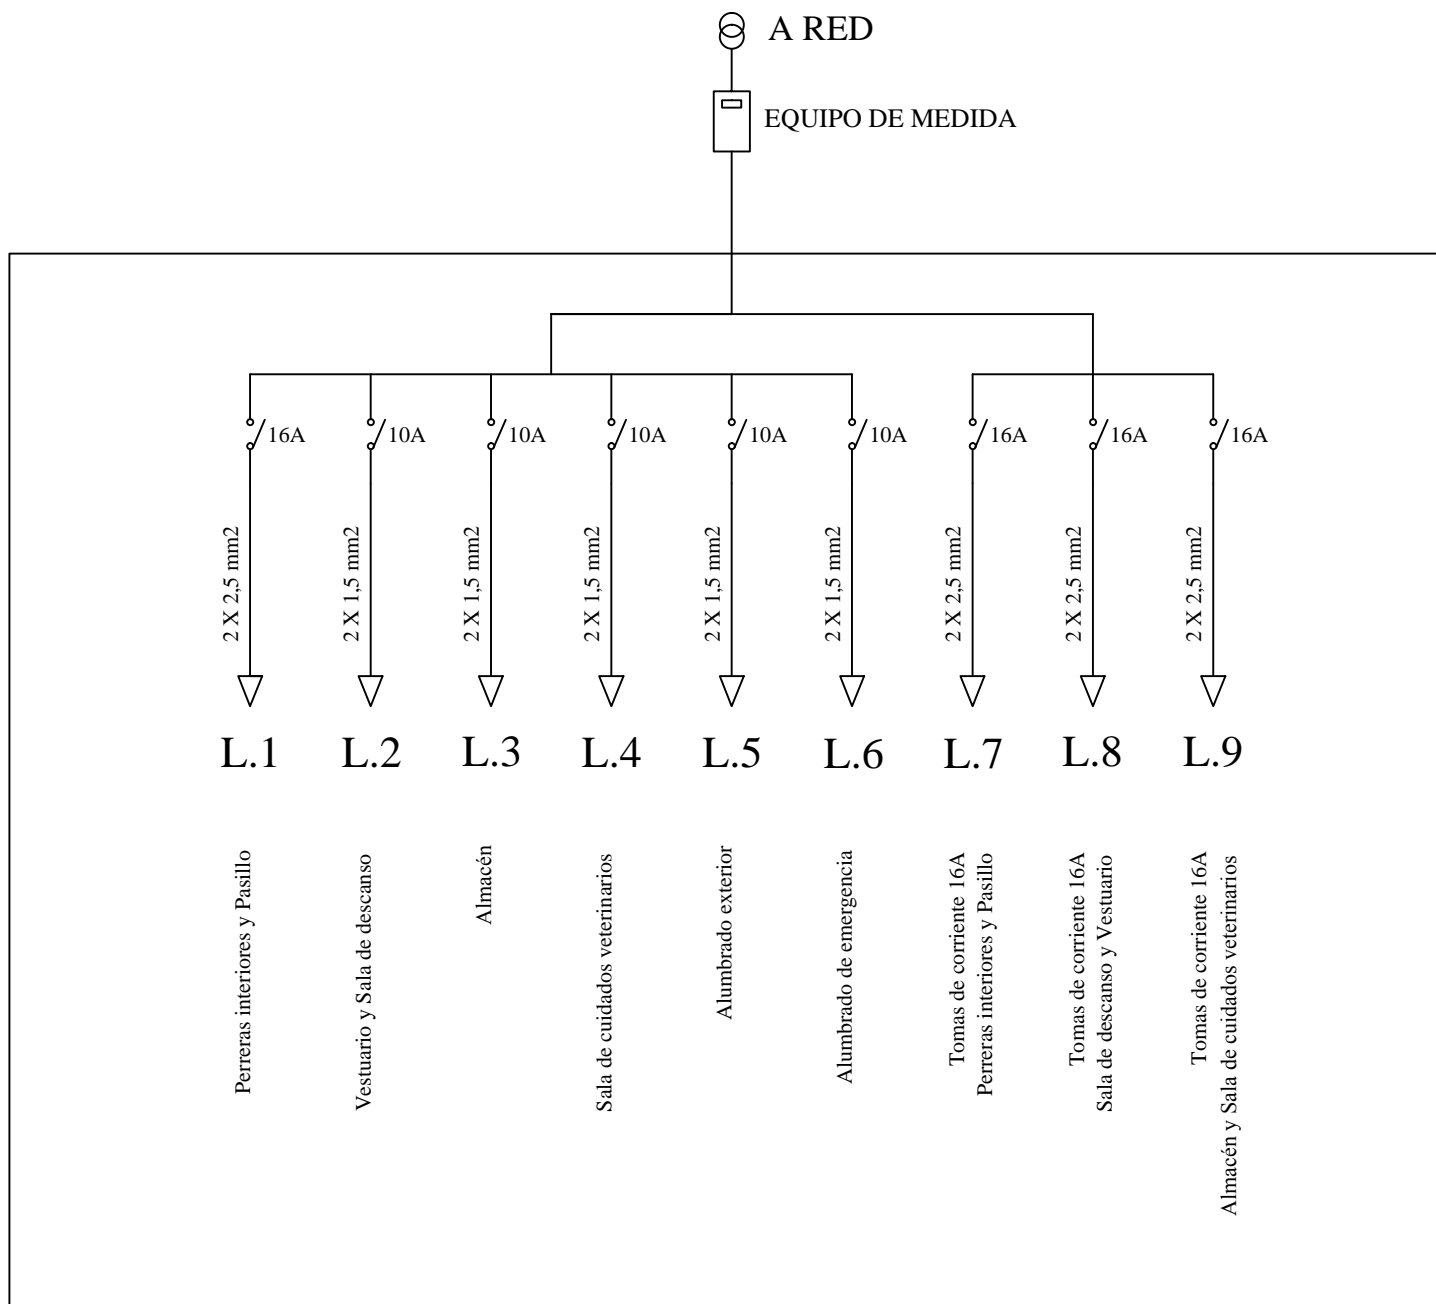 A RED
EQUIPO DE MEDIDA
16A
10A
10A
10A
10A
10A
16A
16A
16A
2 X 2,5 mm2
2 X 1,5 mm2
2 X 1,5 mm2
2 X 1,5 mm2
2 X 1,5 mm2
2 X 1,5 mm2
2 X 2,5 mm2
2 X 2,5 mm2
2 X 2,5 mm2
L.1
L.2
L.3
L.4
L.5
L.6
L.7
L.8
L.9
Perreras interiores y Pasillo
Vestuario y Sala de descanso
Almacén
Sala de cuidados veterinarios
Alumbrado exterior
Alumbrado de emergencia
Tomas de corriente 16A
Perreras interiores y Pasillo
Tomas de corriente 16A
Sala de descanso y Vestuario
Tomas de corriente 16A
Almacén y Sala de cuidados veterinarios